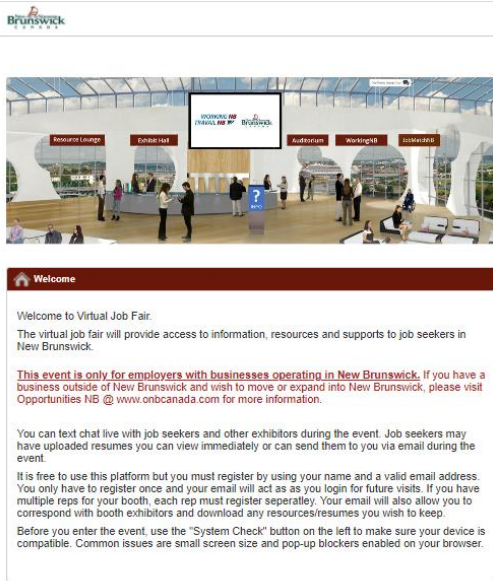 Brunswick
CANADA
WORKING NB
TRAVAIL NB
Brunswick
Resource Lounge
Exhibit Hall
Auditorium
WorkingNB
JobMatchNB
?
INFO
Welcome
Welcome to Virtual Job Fair.
The virtual job fair will provide access to information, resources and supports to job seekers in
New Brunswick.
This event is only for employers with businesses operating in New Brunswick. If you have a
business outside of New Brunswick and wish to move or expand into New Brunswick, please visit
Opportunities NB @ www.onbcanada.com for more information.
You can text chat live with job seekers and other exhibitors during the event. Job seekers may
have uploaded resumes you can view immediately or can send them to you via email during the
event.
It is free to use this platform but you must register by using your name and a valid email address.
You only have to register once and your email will act as as you login for future visits. If you have
multiple reps for your booth, each rep must register seperatley. Your email will also allow you to
correspond with booth exhibitors and download any resources/resumes you wish to keep.
Before you enter the event, use the "System Check" button on the left to make sure your device is
compatible. Common issues are small screen size and pop-up blockers enabled on your browser.